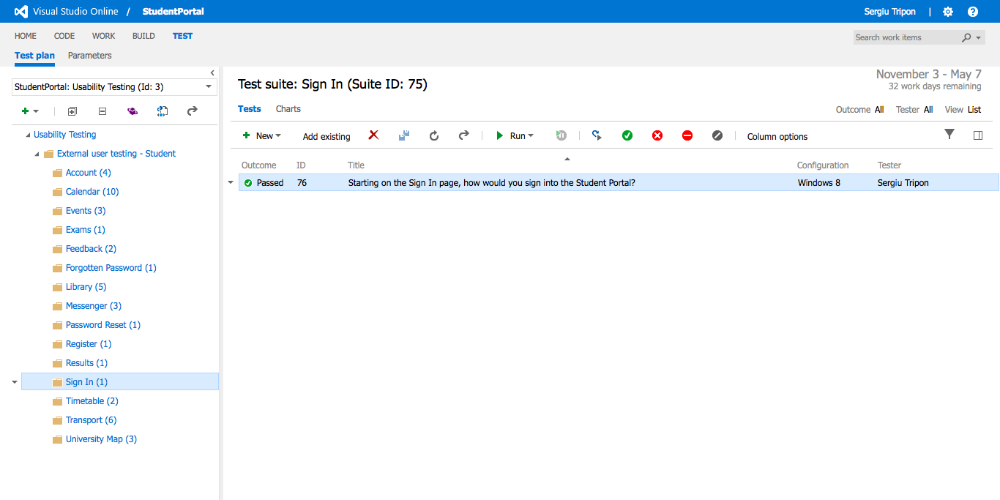 Visual Studio Online / StudentPortal
Sergiu Tripon |
HOME CODE WORK BUILD TEST
Search work items
Test plan Parameters
StudentPortal: Usability Testing (Id: 3)
Usability Testing
External user testing - Student
Account (4)
Calendar (10)
Events (3)
Exams (1)
Feedback (2)
Forgotten Password (1)
Library (5)
Messenger (3)
Password Reset (1)
Register (1)
Results (1)
Sign In (1)
Timetable (2)
Transport (6)
University Map (3)
Test suite: Sign In (Suite ID: 75)
November 3 - May 7
32 work days remaining
Tests Charts
Outcome All Tester All View List
New Add existing Run Column options
Outcome ID Title Configuration Tester
Passed 76 Starting on the Sign In page, how would you sign into the Student Portal? Windows 8 Sergiu Tripon